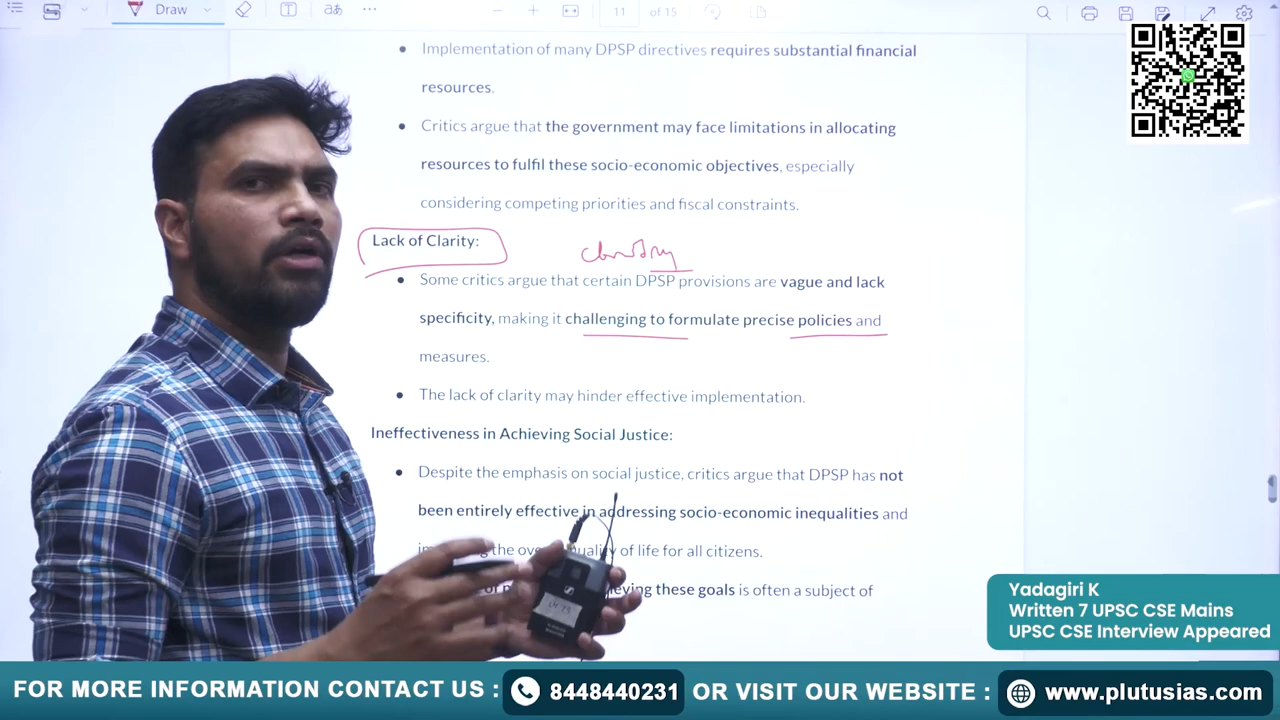 Draw
11 of 15
Implementation of many DPSP directives requires substantial financial
resources.
Critics argue that the government may face limitations in allocating
resources to fulfil these socio-economic objectives, especially
considering competing priorities and fiscal constraints.
Lack of Clarity:
Some critics argue that certain DPSP provisions are vague and lack
specificity, making it challenging to formulate precise policies and
measures.
The lack of clarity may hinder effective implementation.
Ineffectiveness in Achieving Social Justice:
Despite the emphasis on social justice, critics argue that DPSP has not
been entirely effective in addressing socio-economic inequalities and
the quality of life for all citizens.
these goals is often a subject of
Yadagiri K
Written 7 UPSC CSE Mains
UPSC CSE Interview Appeared
FOR MORE INFORMATION CONTACT US : 8448440231 OR VISIT OUR WEBSITE : www.plutusias.com